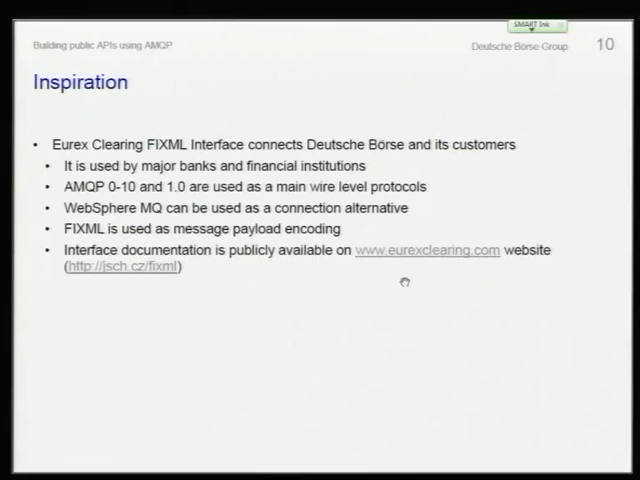 SMART Ink
Building public APIs using AMQP
Deutsche Börse Group
10
Inspiration
• Eurex Clearing FIXML Interface connects Deutsche Börse and its customers
• It is used by major banks and financial institutions
• AMQP 0-10 and 1.0 are used as a main wire level protocols
• WebSphere MQ can be used as a connection alternative
• FIXML is used as message payload encoding
• Interface documentation is publicly available on www.eurexclearing.com website
(http://jsch.cz/fixml)